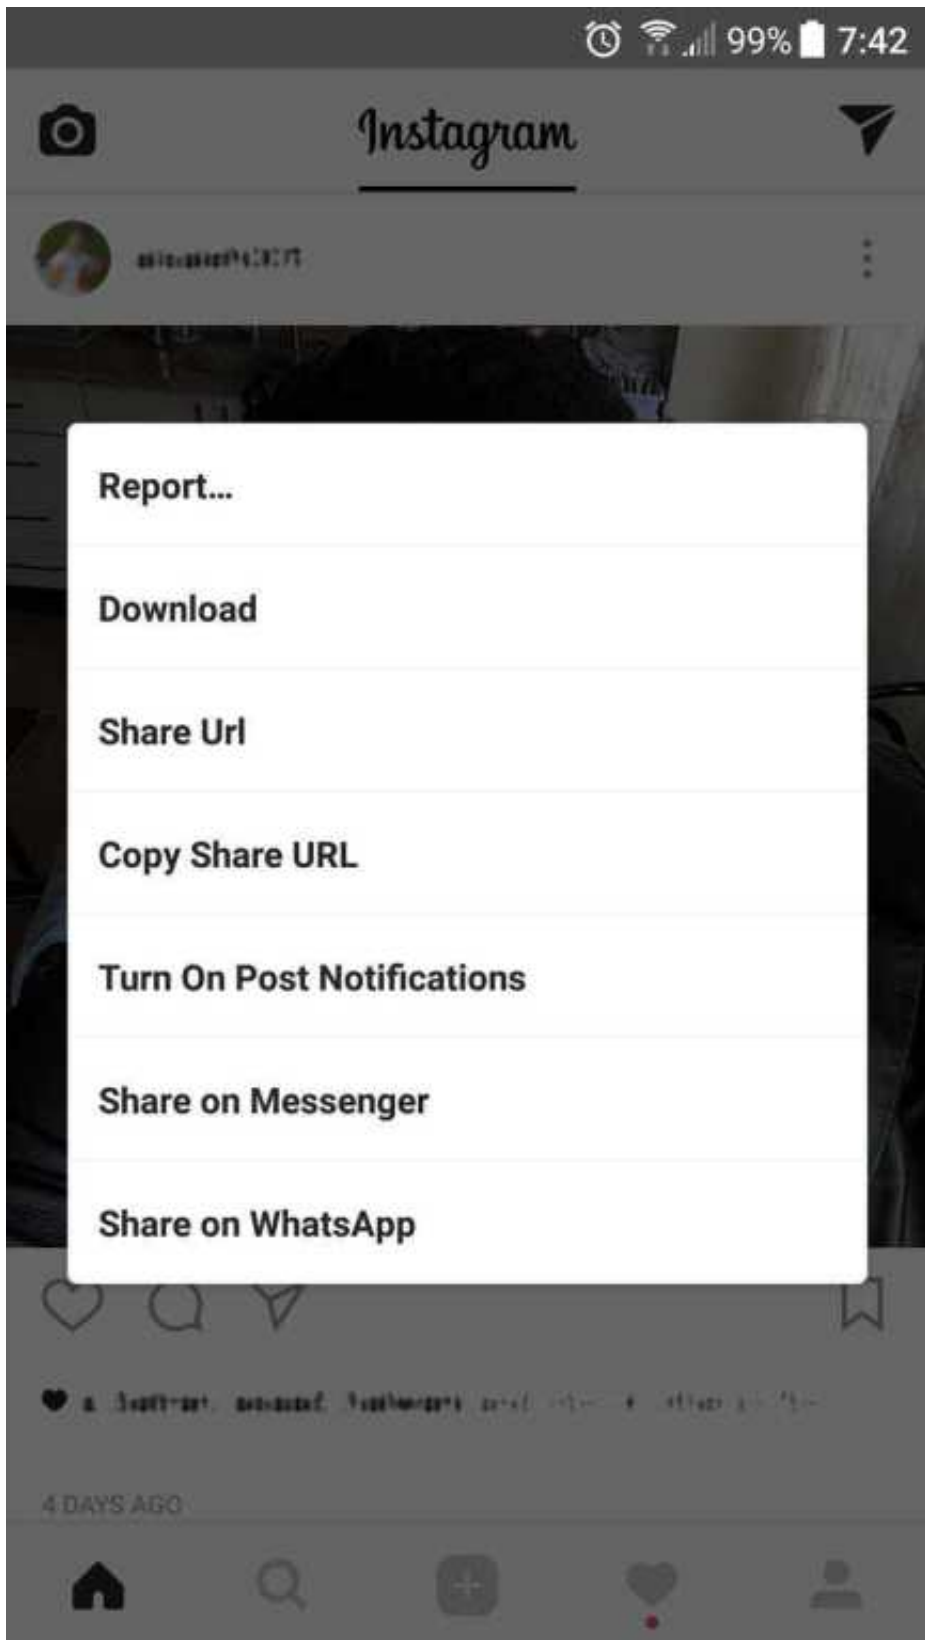 99% 7:42
Instagram
Report...
Download
Share Url
Copy Share URL
Turn On Post Notifications
Share on Messenger
Share on WhatsApp
4 DAYS AGO